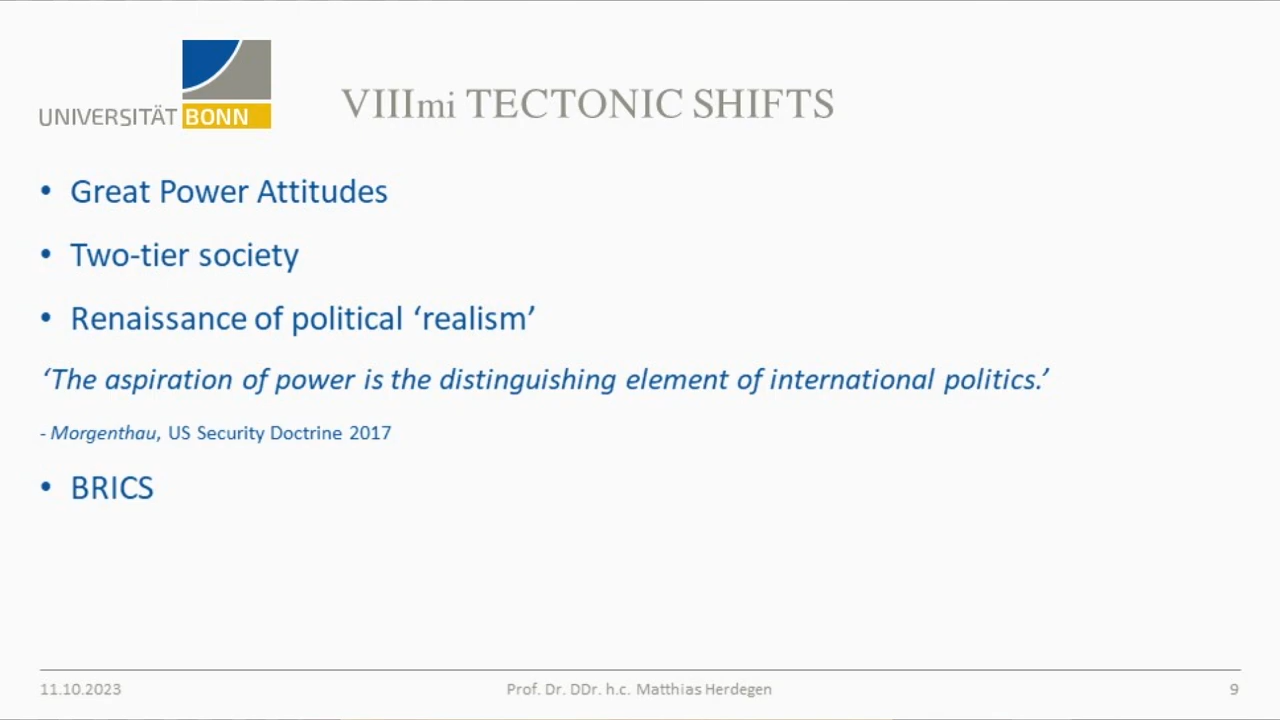 UNIVERSITÄT BONN
VIIImi TECTONIC SHIFTS
• Great Power Attitudes
• Two-tier society
• Renaissance of political ‘realism’
‘The aspiration of power is the distinguishing element of international politics.’
- Morgenthau, US Security Doctrine 2017
• BRICS
11.10.2023 Prof. Dr. DDr. h.c. Matthias Herdegen 9